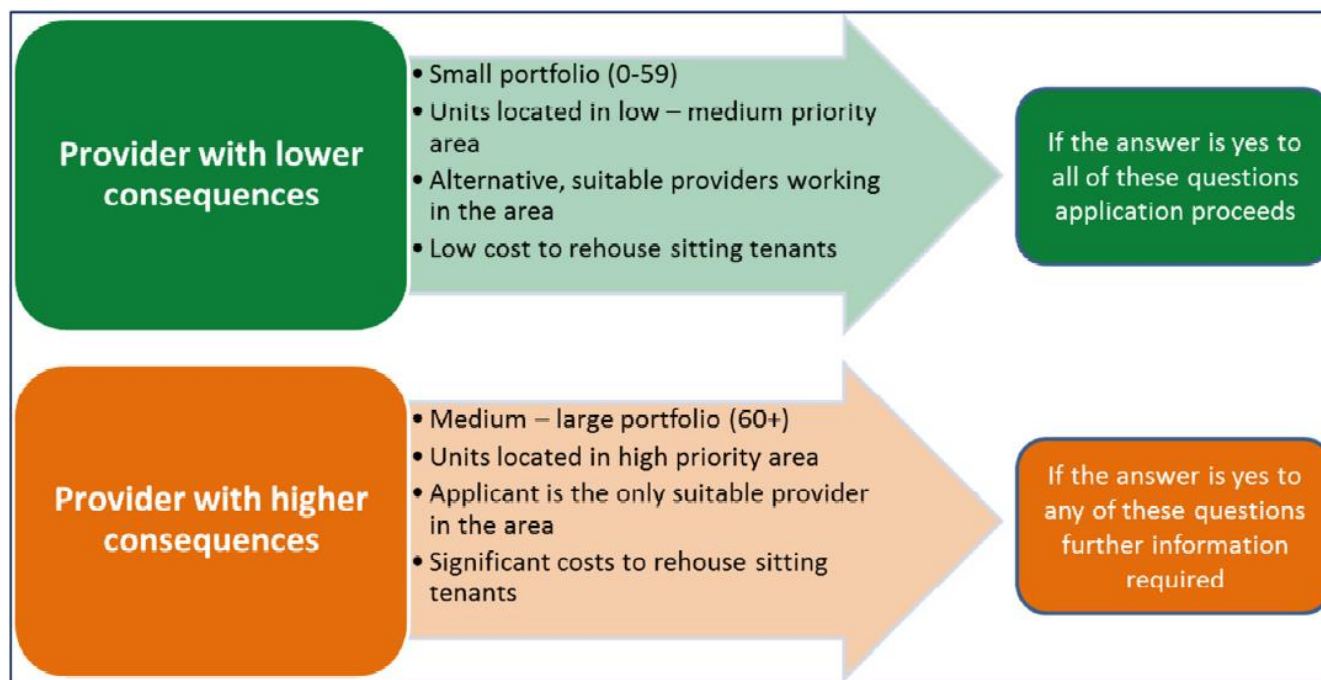 Provider with lower
consequences
• Small portfolio (0-59)
• Units located in low – medium priority
area
• Alternative, suitable providers working
in the area
• Low cost to rehouse sitting tenants
If the answer is yes to
all of these questions
application proceeds
Provider with higher
consequences
• Medium – large portfolio (60+)
• Units located in high priority area
• Applicant is the only suitable provider
in the area
• Significant costs to rehouse sitting
tenants
If the answer is yes to
any of these questions
further information
required